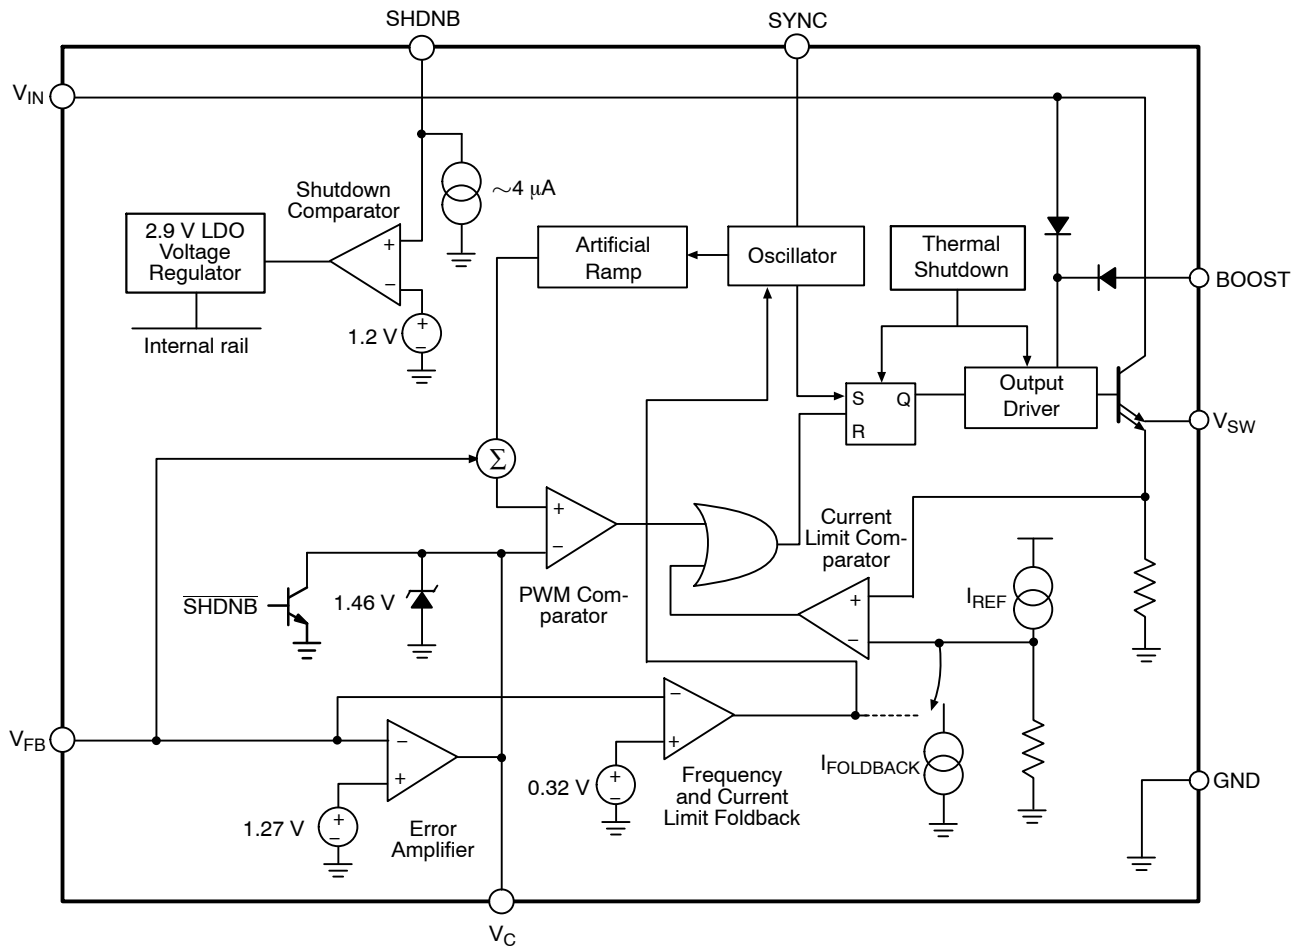 SHDNB
SYNC
V_IN
Shutdown
Comparator
~4 μA
2.9 V LDO
Voltage
Regulator
+
−
Artificial
Ramp
Oscillator
Thermal
Shutdown
BOOST
1.2 V
+
−
Internal rail
S Q
R
Output
Driver
V_SW
Σ
+
−
Current
Limit Com-
parator
PWM Com-
parator
+
−
I_REF
SHDNB
1.46 V
V_FB
−
+
−
+
0.32 V
+
−
Frequency
and Current
Limit Foldback
I_FOLDBACK
GND
1.27 V
+
−
Error
Amplifier
V_C